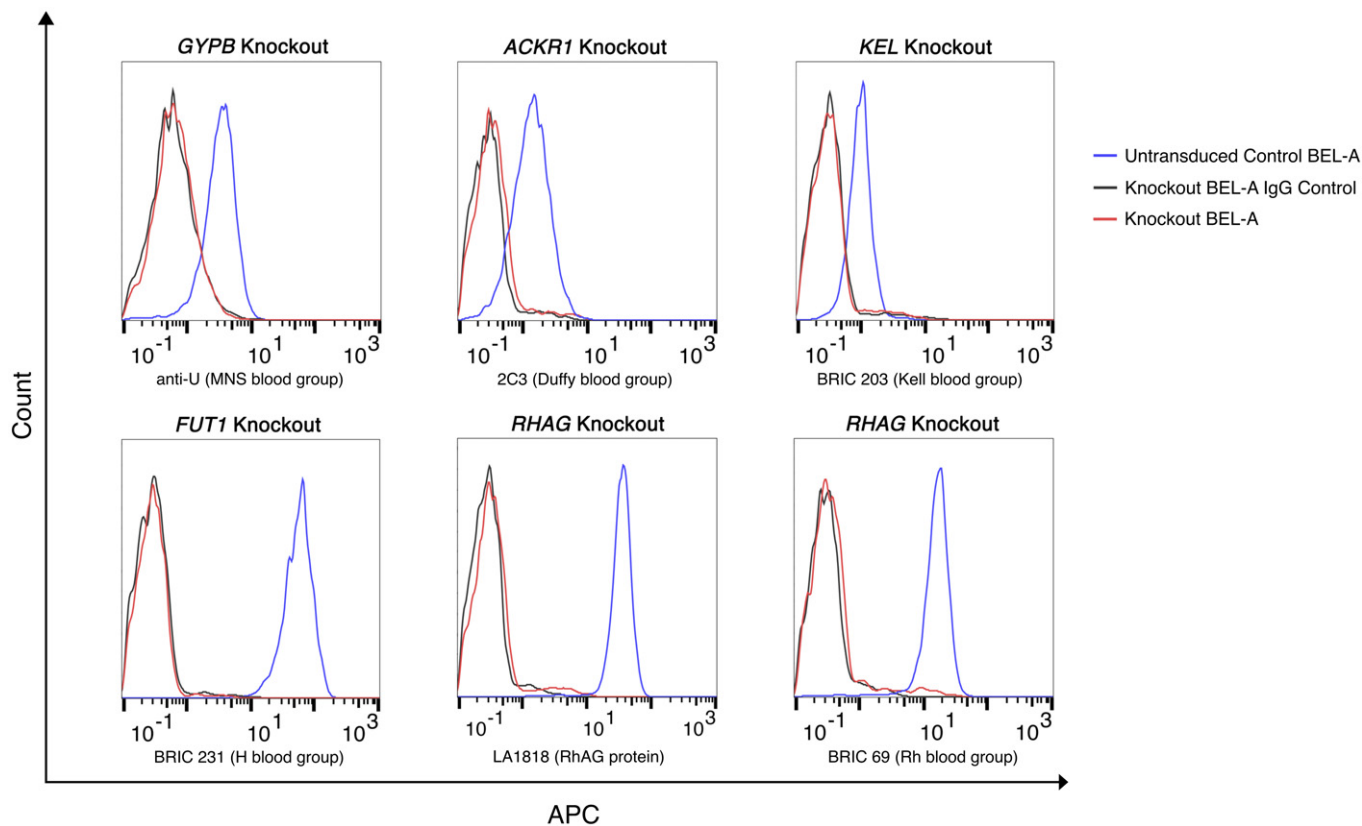 GYPB Knockout
ACKR1 Knockout
KEL Knockout
10-1 101 103
10-1 101 103
10-1 101 103
anti-U (MNS blood group)
2C3 (Duffy blood group)
BRIC 203 (Kell blood group)
Untransduced Control BEL-A
Knockout BEL-A IgG Control
Knockout BEL-A
Count
FUT1 Knockout
RHAG Knockout
RHAG Knockout
10-1 101 103
10-1 101 103
10-1 101 103
BRIC 231 (H blood group)
LA1818 (RhAG protein)
BRIC 69 (Rh blood group)
APC